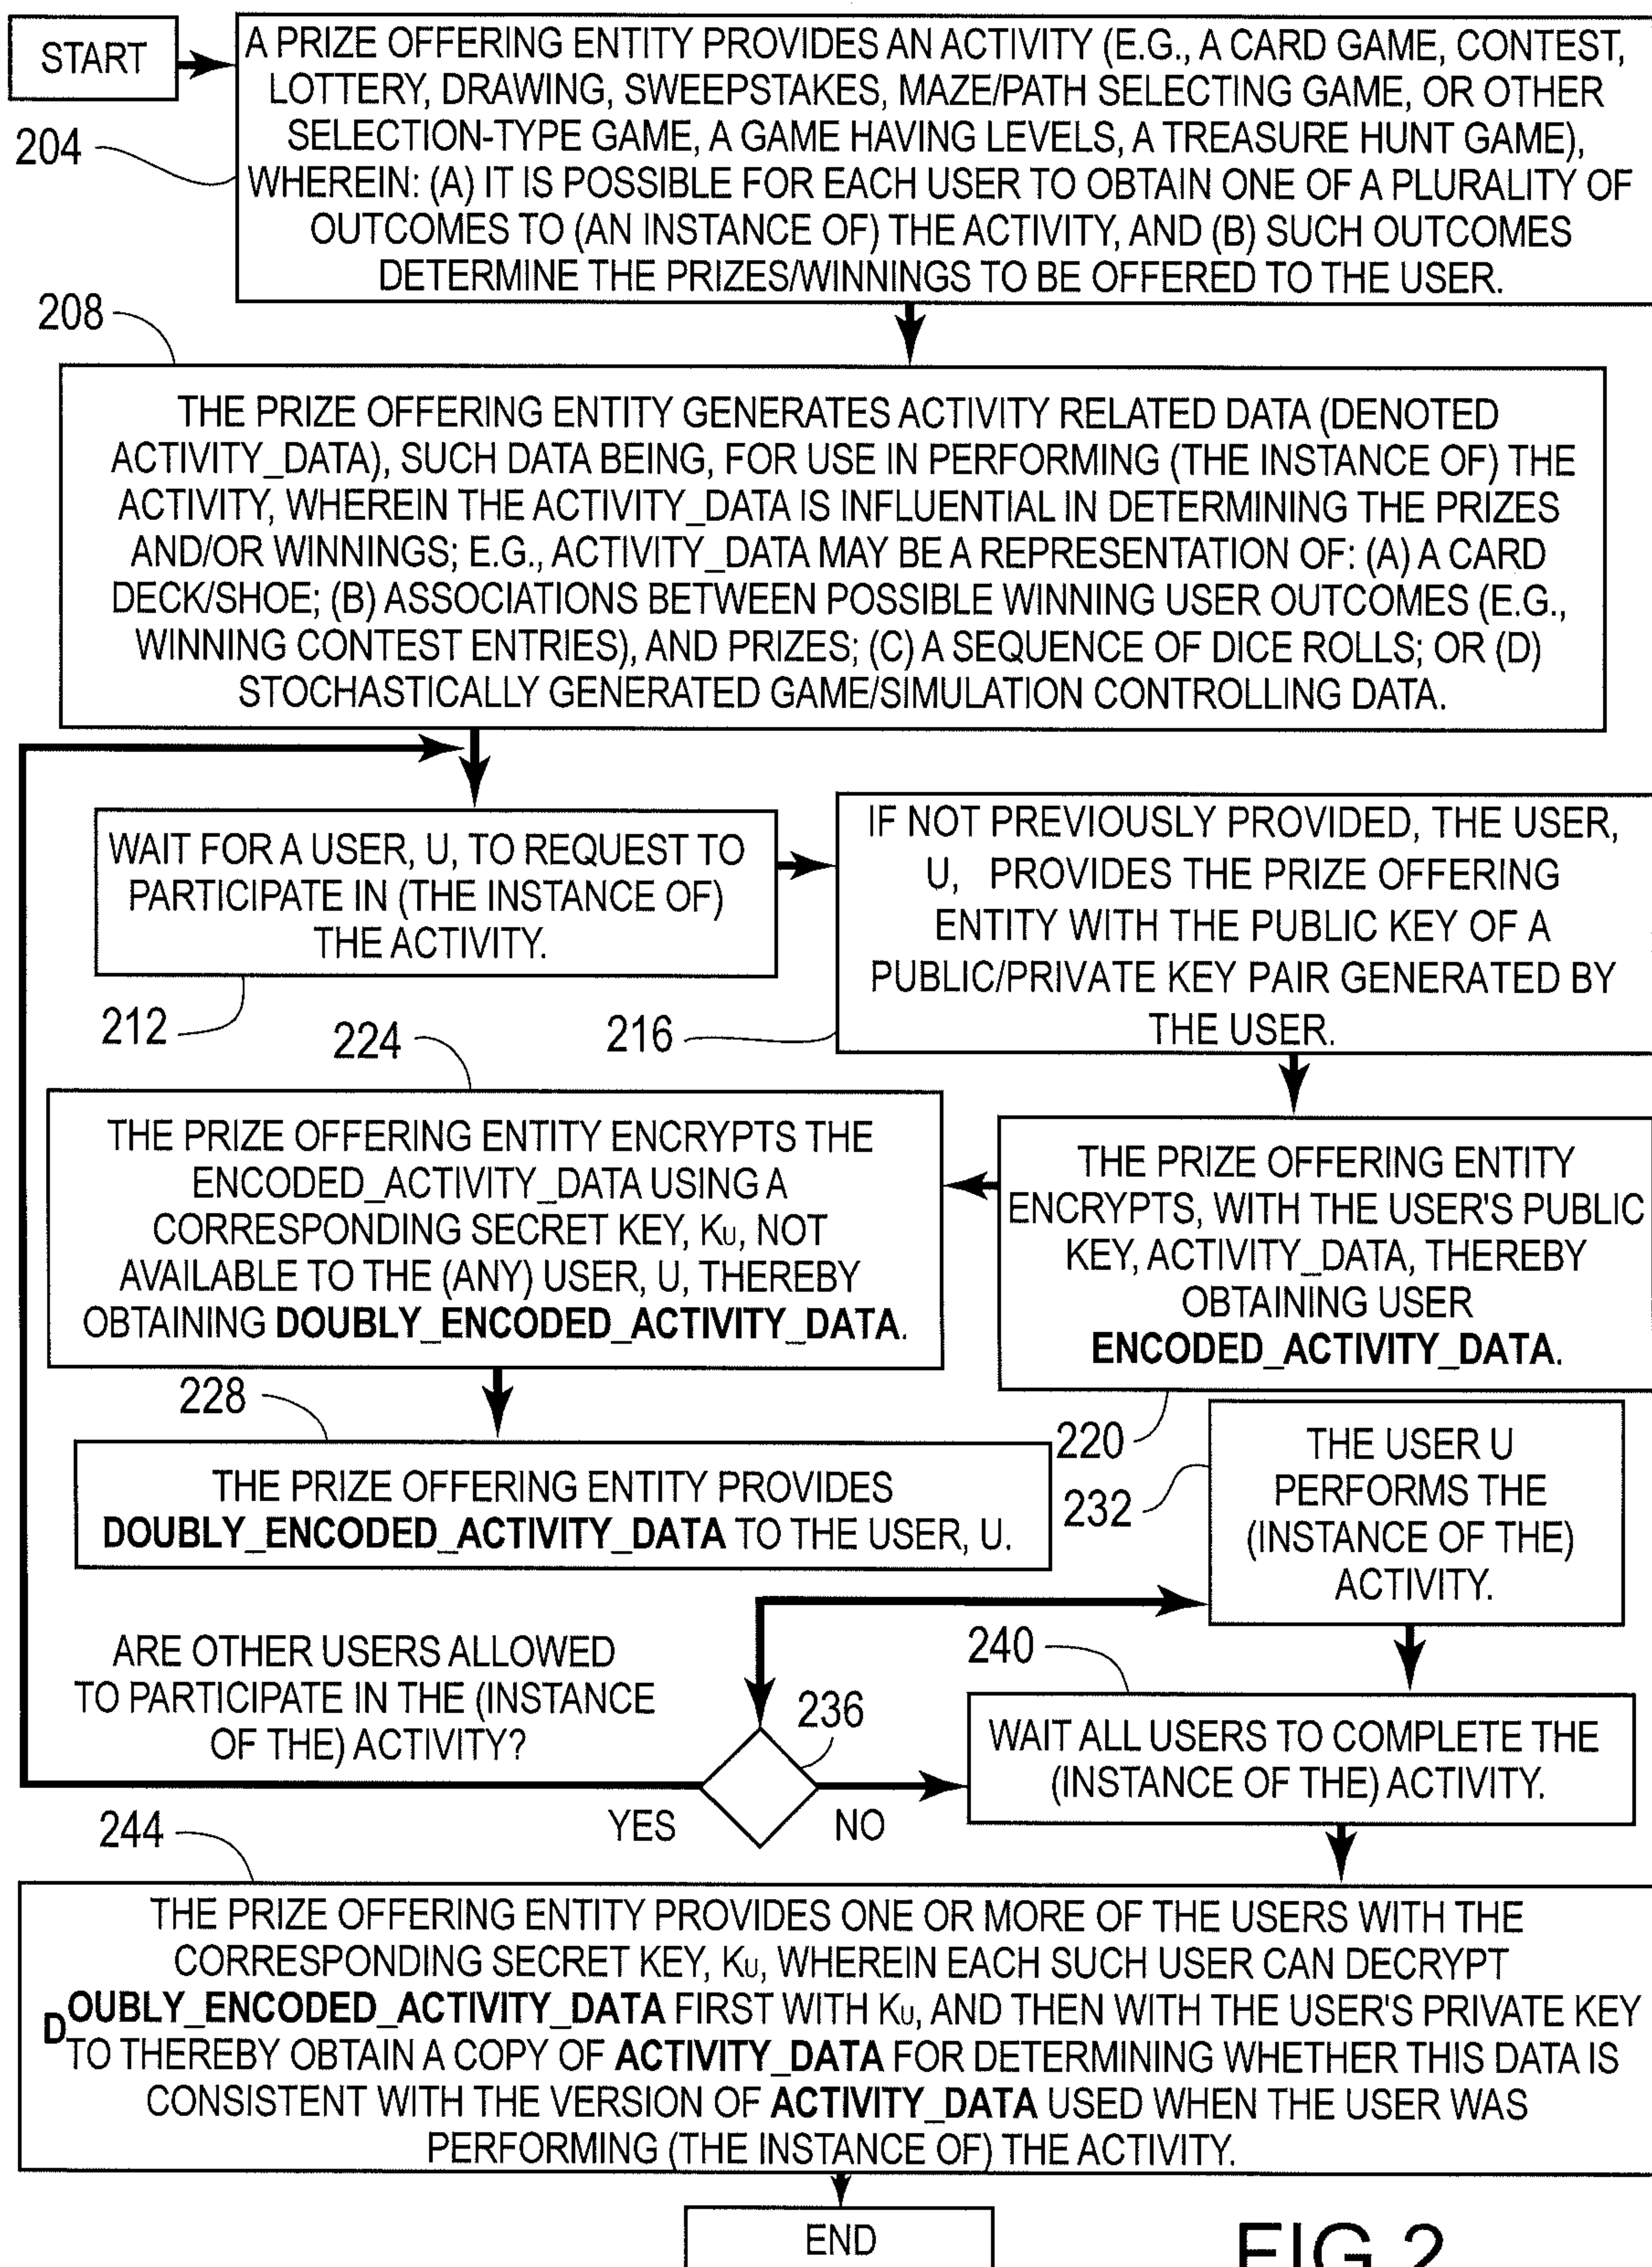 START
A PRIZE OFFERING ENTITY PROVIDES AN ACTIVITY (E.G., A CARD GAME, CONTEST,
LOTTERY, DRAWING, SWEEPSTAKES, MAZE/PATH SELECTING GAME, OR OTHER
SELECTION-TYPE GAME, A GAME HAVING LEVELS, A TREASURE HUNT GAME),
WHEREIN: (A) IT IS POSSIBLE FOR EACH USER TO OBTAIN ONE OF A PLURALITY OF
OUTCOMES TO (AN INSTANCE OF) THE ACTIVITY, AND (B) SUCH OUTCOMES
DETERMINE THE PRIZES/WINNINGS TO BE OFFERED TO THE USER.
204
208
THE PRIZE OFFERING ENTITY GENERATES ACTIVITY RELATED DATA (DENOTED
ACTIVITY_DATA), SUCH DATA BEING, FOR USE IN PERFORMING (THE INSTANCE OF) THE
ACTIVITY, WHEREIN THE ACTIVITY_DATA IS INFLUENTIAL IN DETERMINING THE PRIZES
AND/OR WINNINGS; E.G., ACTIVITY_DATA MAY BE A REPRESENTATION OF: (A) A CARD
DECK/SHOE; (B) ASSOCIATIONS BETWEEN POSSIBLE WINNING USER OUTCOMES (E.G.,
WINNING CONTEST ENTRIES), AND PRIZES; (C) A SEQUENCE OF DICE ROLLS; OR (D)
STOCHASTICALLY GENERATED GAME/SIMULATION CONTROLLING DATA.
WAIT FOR A USER, U, TO REQUEST TO
PARTICIPATE IN (THE INSTANCE OF)
THE ACTIVITY.
212
IF NOT PREVIOUSLY PROVIDED, THE USER,
U, PROVIDES THE PRIZE OFFERING
ENTITY WITH THE PUBLIC KEY OF A
PUBLIC/PRIVATE KEY PAIR GENERATED BY
THE USER.
216
224
THE PRIZE OFFERING ENTITY ENCRYPTS THE
ENCODED_ACTIVITY_DATA USING A
CORRESPONDING SECRET KEY, KU, NOT
AVAILABLE TO THE (ANY) USER, U, THEREBY
OBTAINING DOUBLY_ENCODED_ACTIVITY_DATA.
THE PRIZE OFFERING ENTITY
ENCRYPTS, WITH THE USER'S PUBLIC
KEY, ACTIVITY_DATA, THEREBY
OBTAINING USER
ENCODED_ACTIVITY_DATA.
220
228
THE PRIZE OFFERING ENTITY PROVIDES
DOUBLY_ENCODED_ACTIVITY_DATA TO THE USER, U.
232
THE USER U
PERFORMS THE
(INSTANCE OF THE)
ACTIVITY.
ARE OTHER USERS ALLOWED
TO PARTICIPATE IN THE (INSTANCE
OF THE) ACTIVITY?
236
YES
NO
240
WAIT ALL USERS TO COMPLETE THE
(INSTANCE OF THE) ACTIVITY.
244
THE PRIZE OFFERING ENTITY PROVIDES ONE OR MORE OF THE USERS WITH THE
CORRESPONDING SECRET KEY, KU, WHEREIN EACH SUCH USER CAN DECRYPT
DOUBLY_ENCODED_ACTIVITY_DATA FIRST WITH KU, AND THEN WITH THE USER'S PRIVATE KEY
TO THEREBY OBTAIN A COPY OF ACTIVITY_DATA FOR DETERMINING WHETHER THIS DATA IS
CONSISTENT WITH THE VERSION OF ACTIVITY_DATA USED WHEN THE USER WAS
PERFORMING (THE INSTANCE OF) THE ACTIVITY.
END
FIG.2